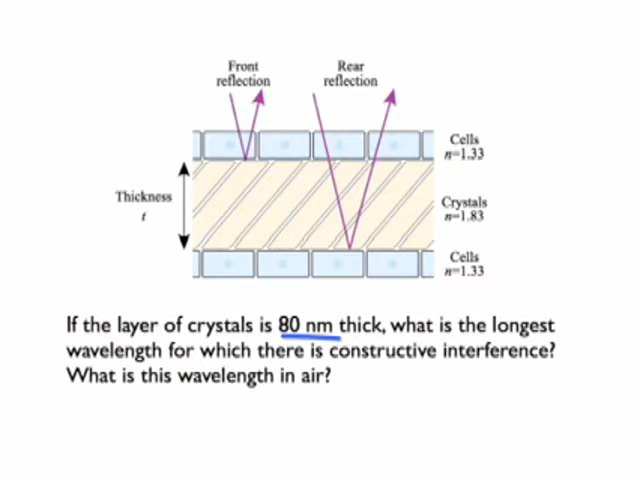 Front
reflection
Rear
reflection
Cells
n=1.33
Thickness
t
Crystals
n=1.83
Cells
n=1.33
If the layer of crystals is 80 nm thick, what is the longest
wavelength for which there is constructive interference?
What is this wavelength in air?